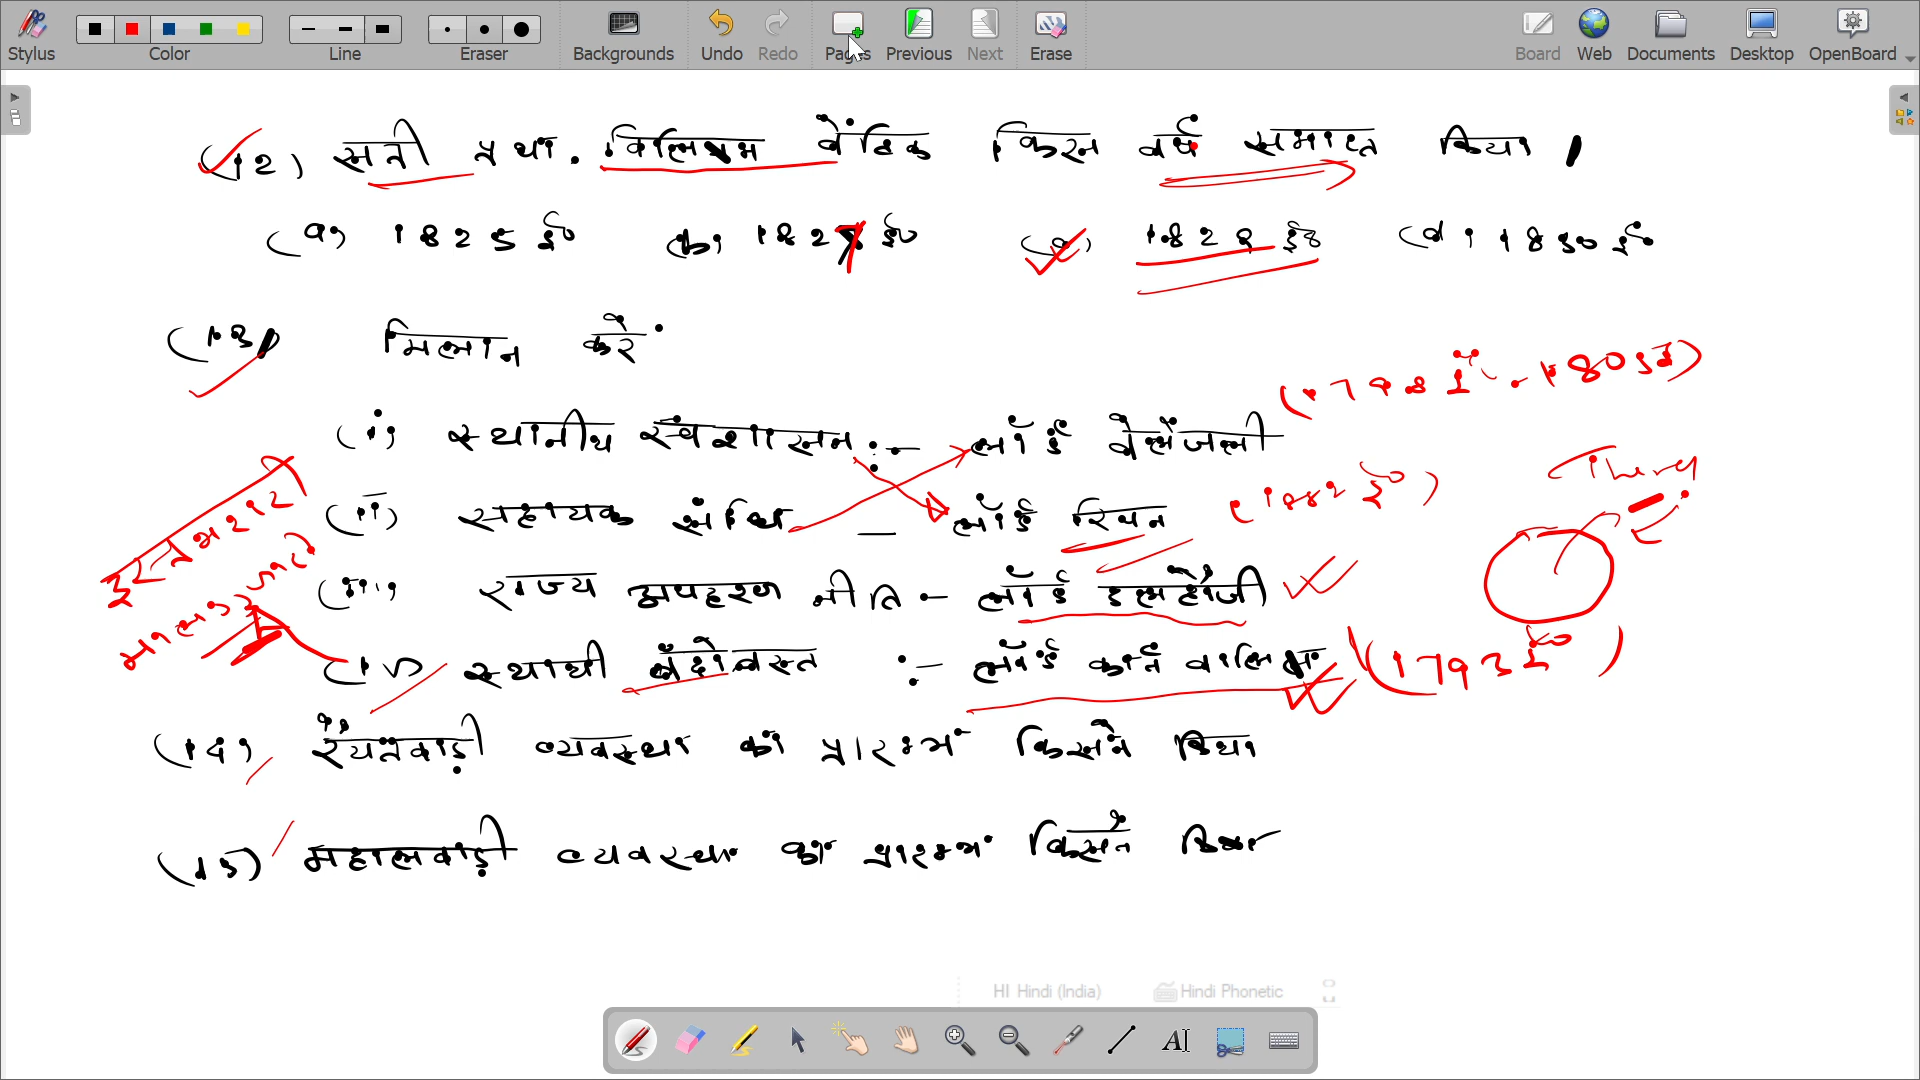 Stylus Color Line Eraser Backgrounds Undo Redo Pages Previous Next Erase Board Web Documents Desktop OpenBoard
(12) सती प्रथा. विलियम बैंटिक किस वर्ष समाप्त किया।
(a) 1825 ई० (b) 1827 ई० 1829 ई० (d) 1830 ई०
(13) मिलान करे
(1798 ई० - 1805 ई)
(i) स्थानीय स्वशासन :- लॉर्ड वेलेजली
(ii) सहायक संधि — लॉर्ड रिपन (1882 ई०)
(iii) राज्य अपहरण नीति - लॉर्ड डलहौजी
(iv) स्थायी बंदोबस्त :- लॉर्ड कार्नवालिस (1793 ई०)
(14) रैयतवाड़ी व्यवस्था का प्रारम्भ किसने किया
(15) महालवाड़ी व्यवस्था का प्रारम्भ किसने किया
HI Hindi (India) Hindi Phonetic